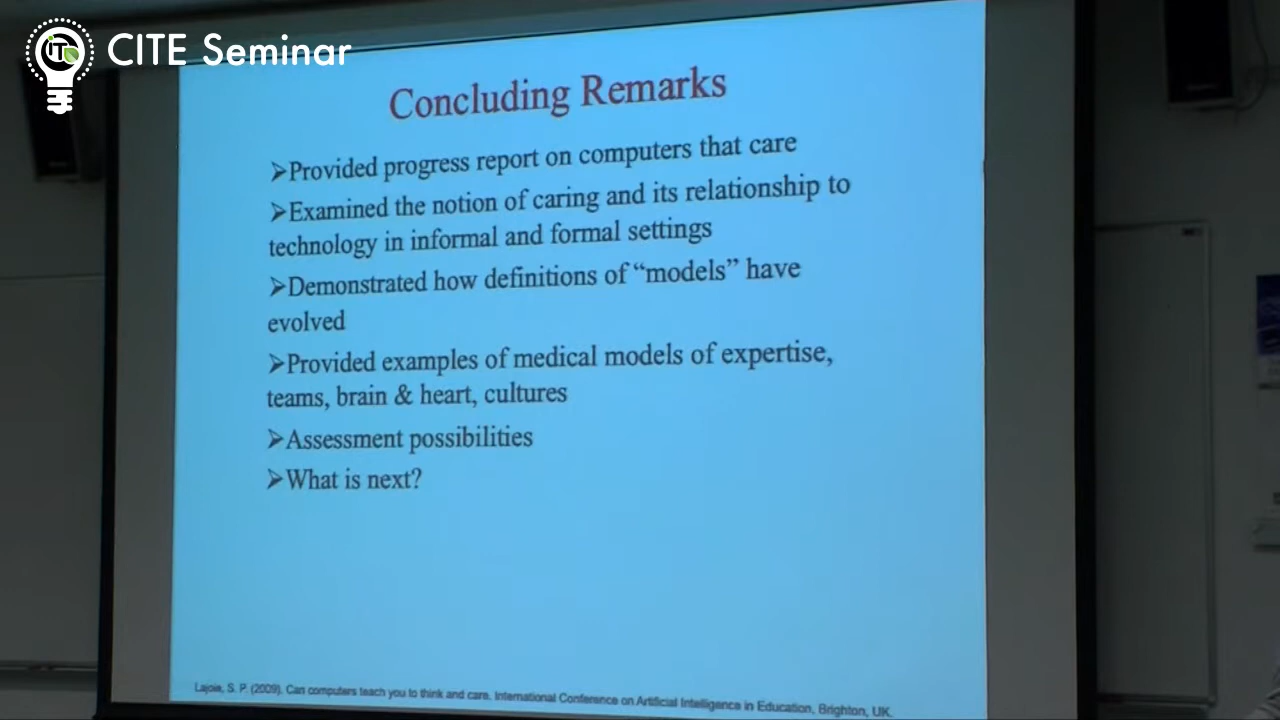 iT
CITE Seminar
Concluding Remarks
➢Provided progress report on computers that care
➢Examined the notion of caring and its relationship to
technology in informal and formal settings
➢Demonstrated how definitions of “models” have
evolved
➢Provided examples of medical models of expertise,
teams, brain & heart, cultures
➢Assessment possibilities
➢What is next?
Lajoie, S. P. (2009). Can computers teach you to think and care. International Conference on Artificial Intelligence in Education, Brighton, UK.